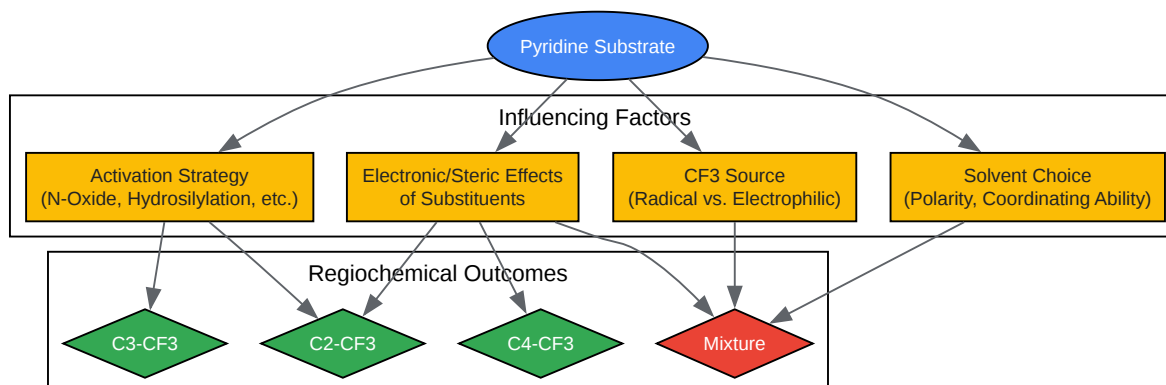 Pyridine Substrate
Influencing Factors
Activation Strategy
(N-Oxide, Hydrosilylation, etc.)
Electronic/Steric Effects
of Substituents
CF3 Source
(Radical vs. Electrophilic)
Solvent Choice
(Polarity, Coordinating Ability)
Regiochemical Outcomes
C3-CF3
C2-CF3
C4-CF3
Mixture